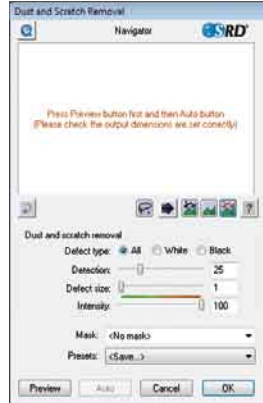 Dust and Scratch Removal
Navigator
SRD
Press Preview button first and then Auto button
(Please check the output dimensions are set correctly)
?
Dust and scratch removal
Defect type: All White Black
Detection: 25
Defect size: 1
Intensity: 100
Mask: <No mask>
Presets: <Save...>
Preview Auto Cancel OK